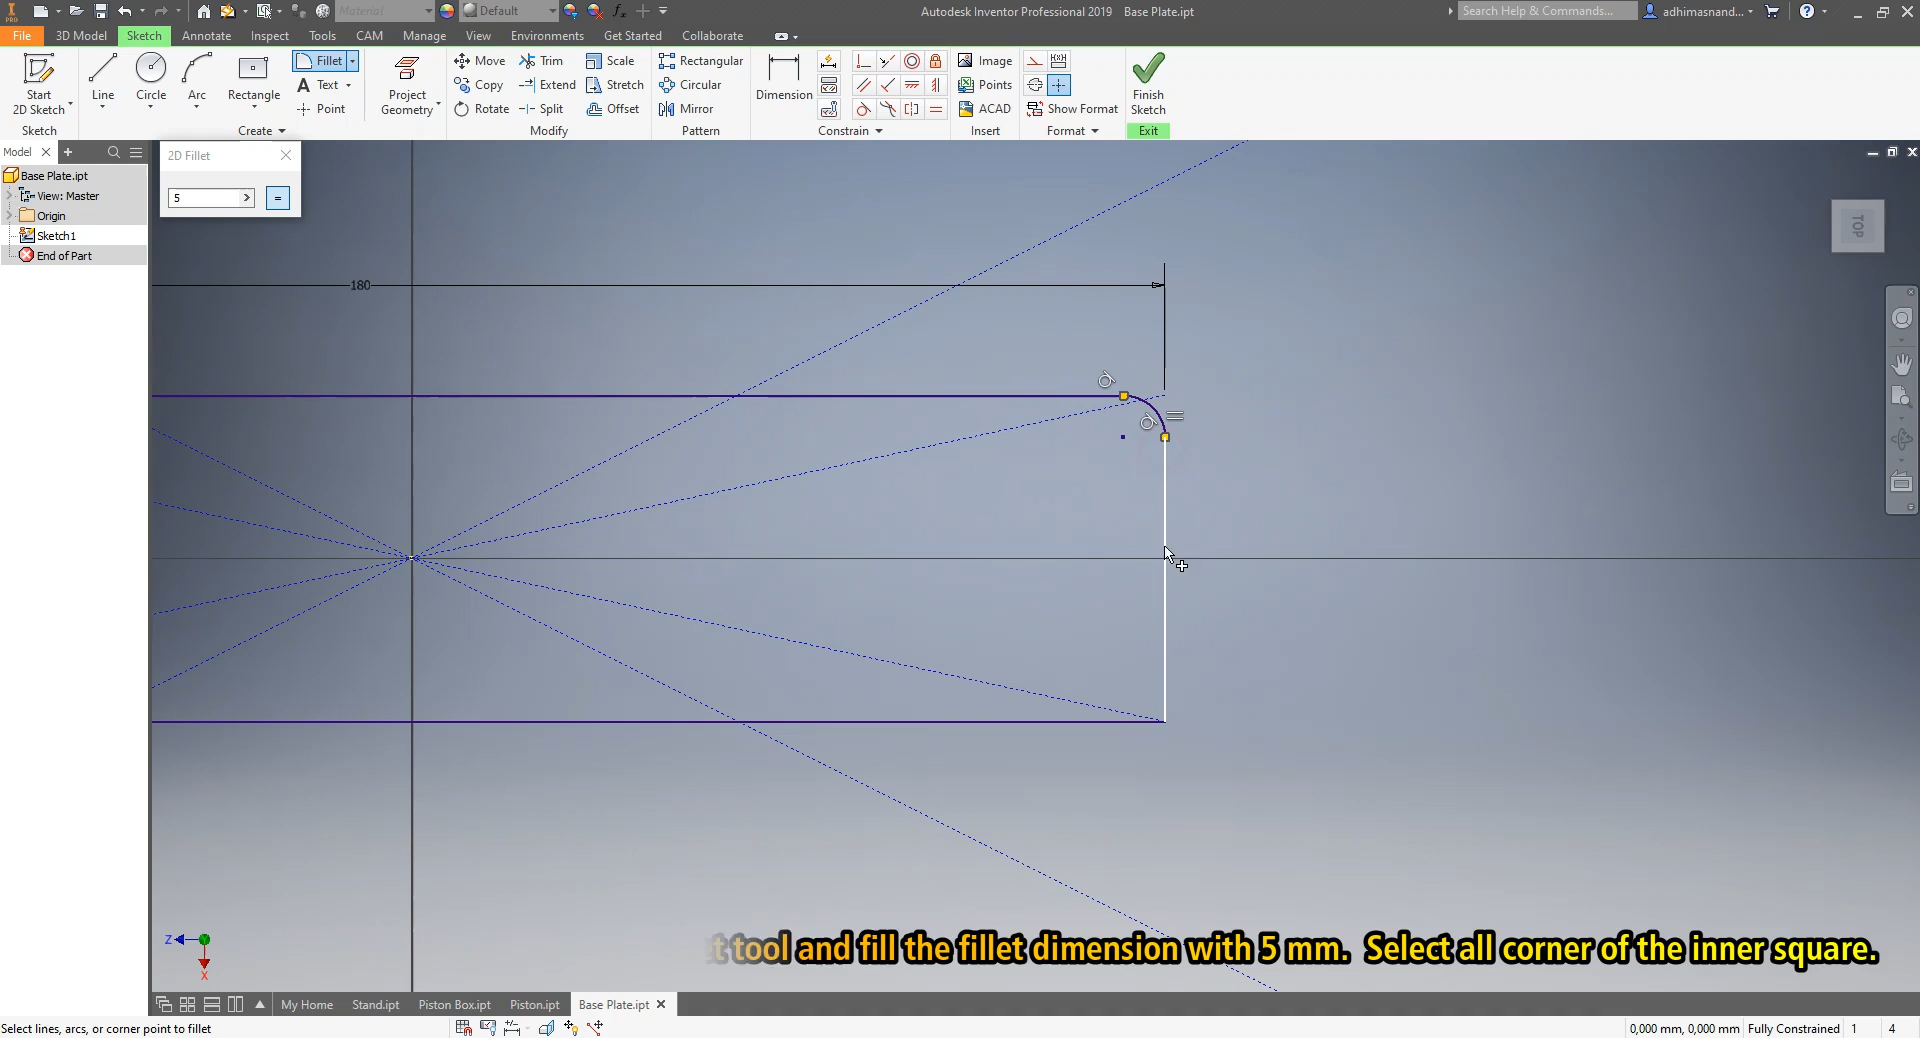 PRO
Material
Default
fx
Autodesk Inventor Professional 2019 Base Plate.ipt
Search Help & Commands...
adhimasnand...
File 3D Model Sketch Annotate Inspect Tools CAM Manage View Environments Get Started Collaborate
Start
2D Sketch
Line
Circle
Arc
Rectangle
Fillet
Text
Point
Project
Geometry
Move
Copy
Rotate
Trim
Extend
Split
Scale
Stretch
Offset
Rectangular
Circular
Mirror
Dimension
Image
Points
ACAD
Show Format
Finish
Sketch
Sketch Create Modify Pattern Constrain Insert Format Exit
Model
Base Plate.ipt
View: Master
Origin
Sketch1
End of Part
2D Fillet
5
=
180
TOP
Z
X
t tool and fill the fillet dimension with 5 mm. Select all corner of the inner square.
My Home Stand.ipt Piston Box.ipt Piston.ipt Base Plate.ipt
Select lines, arcs, or corner point to fillet
0,000 mm, 0,000 mm Fully Constrained 1 4